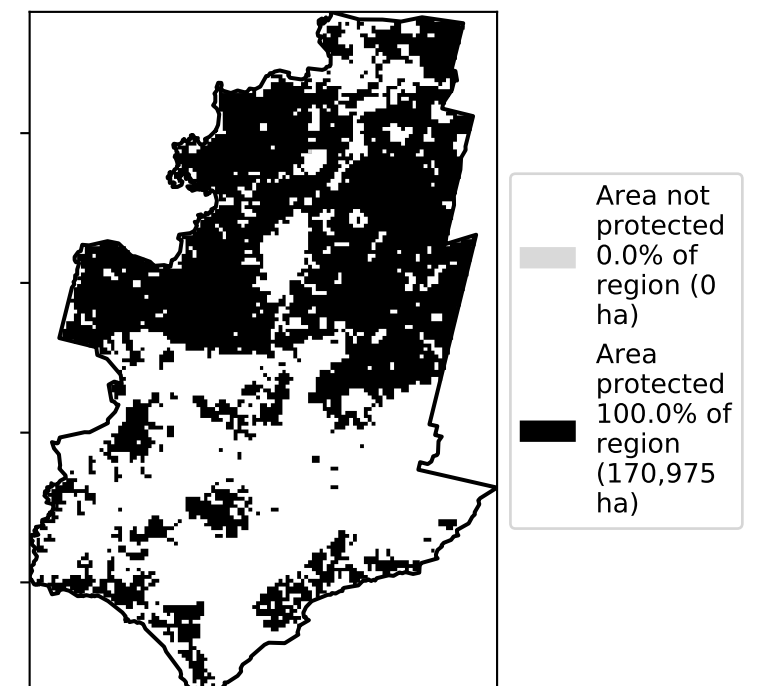 Area not
protected
0.0% of
region (0
ha)
Area
protected
100.0% of
region
(170,975
ha)